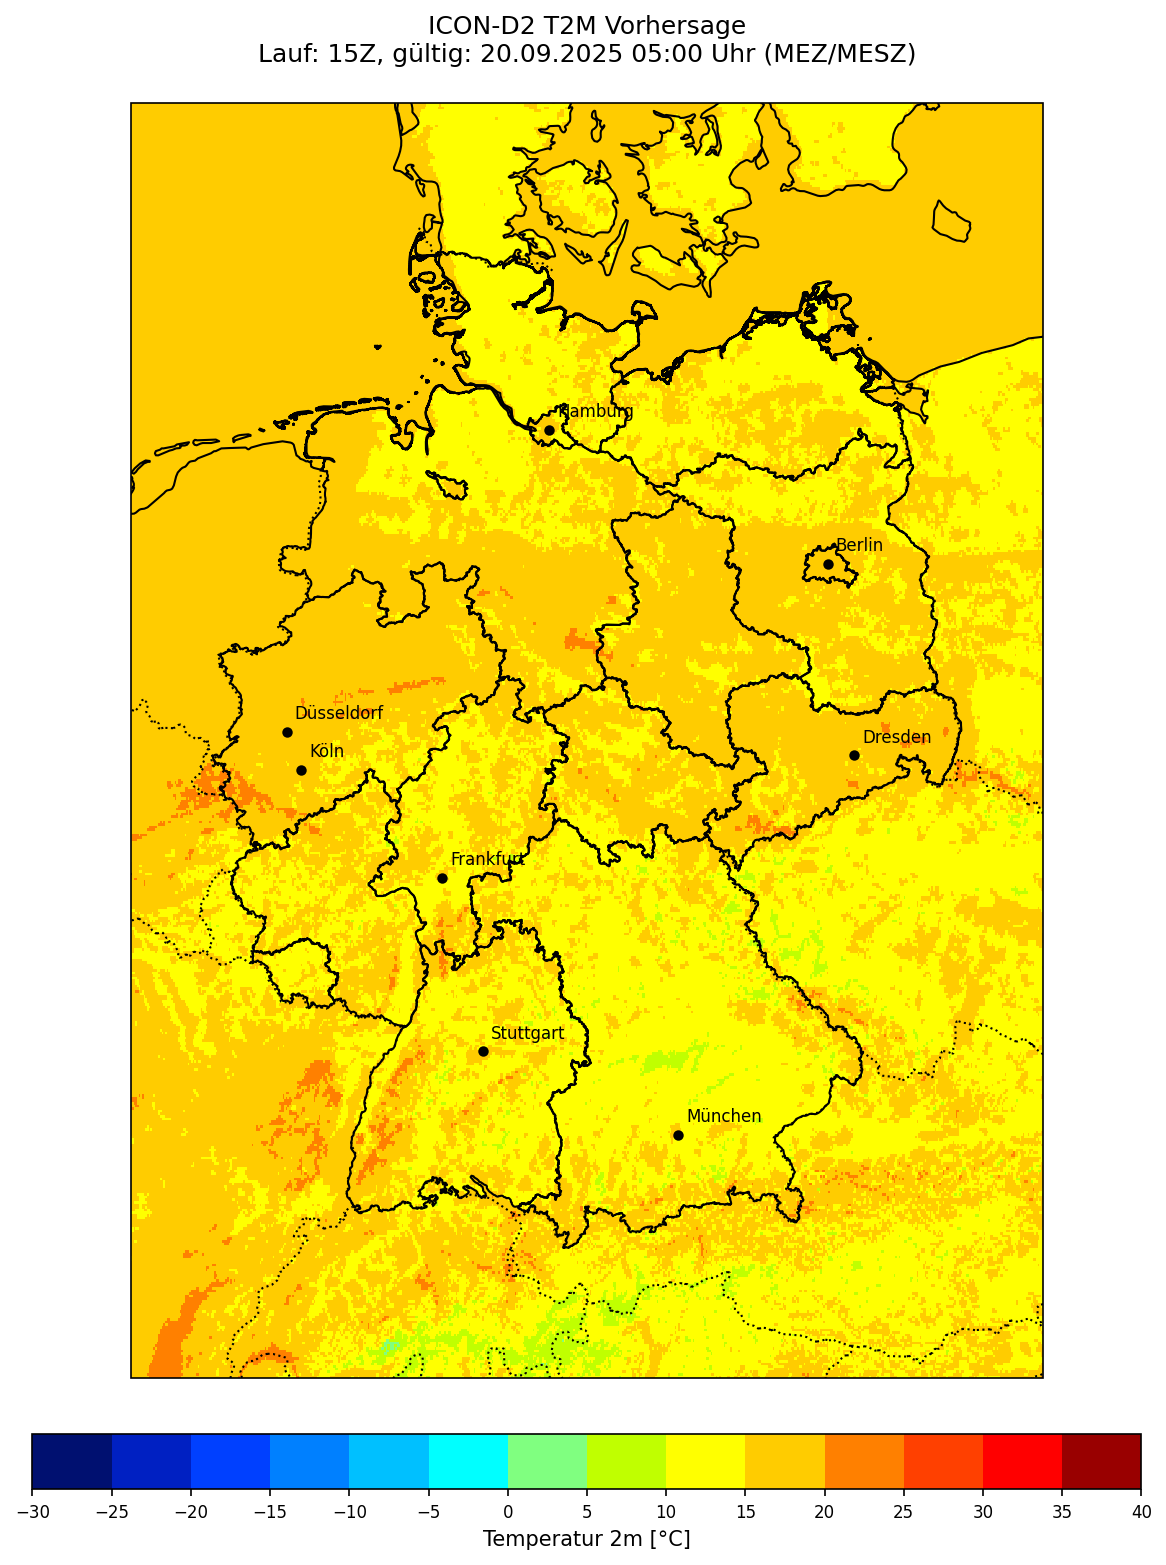 ICON-D2 T2M Vorhersage
Lauf: 15Z, gültig: 20.09.2025 05:00 Uhr (MEZ/MESZ)
Hamburg
Berlin
Düsseldorf
Dresden
Köln
Frankfurt
Stuttgart
München
−30 −25 −20 −15 −10 −5 0 5 10 15 20 25 30 35 40
Temperatur 2m [°C]